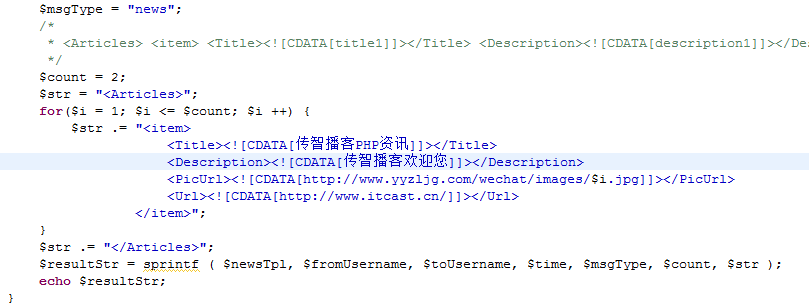 $msgType = "news";
/*
* <Articles> <item> <Title><![CDATA[title1]]></Title> <Description><![CDATA[description1]]></De
*/
$count = 2;
$str = "<Articles>";
for($i = 1; $i <= $count; $i ++) {
$str .= "<item>
<Title><![CDATA[传智播客PHP资讯]]></Title>
<Description><![CDATA[传智播客欢迎您]]></Description>
<PicUrl><![CDATA[http://www.yyzljg.com/wechat/images/$i.jpg]]></PicUrl>
<Url><![CDATA[http://www.itcast.cn/]]></Url>
</item>";
}
$str .= "</Articles>";
$resultStr = sprintf ( $newsTpl, $fromUsername, $toUsername, $time, $msgType, $count, $str );
echo $resultStr;
}